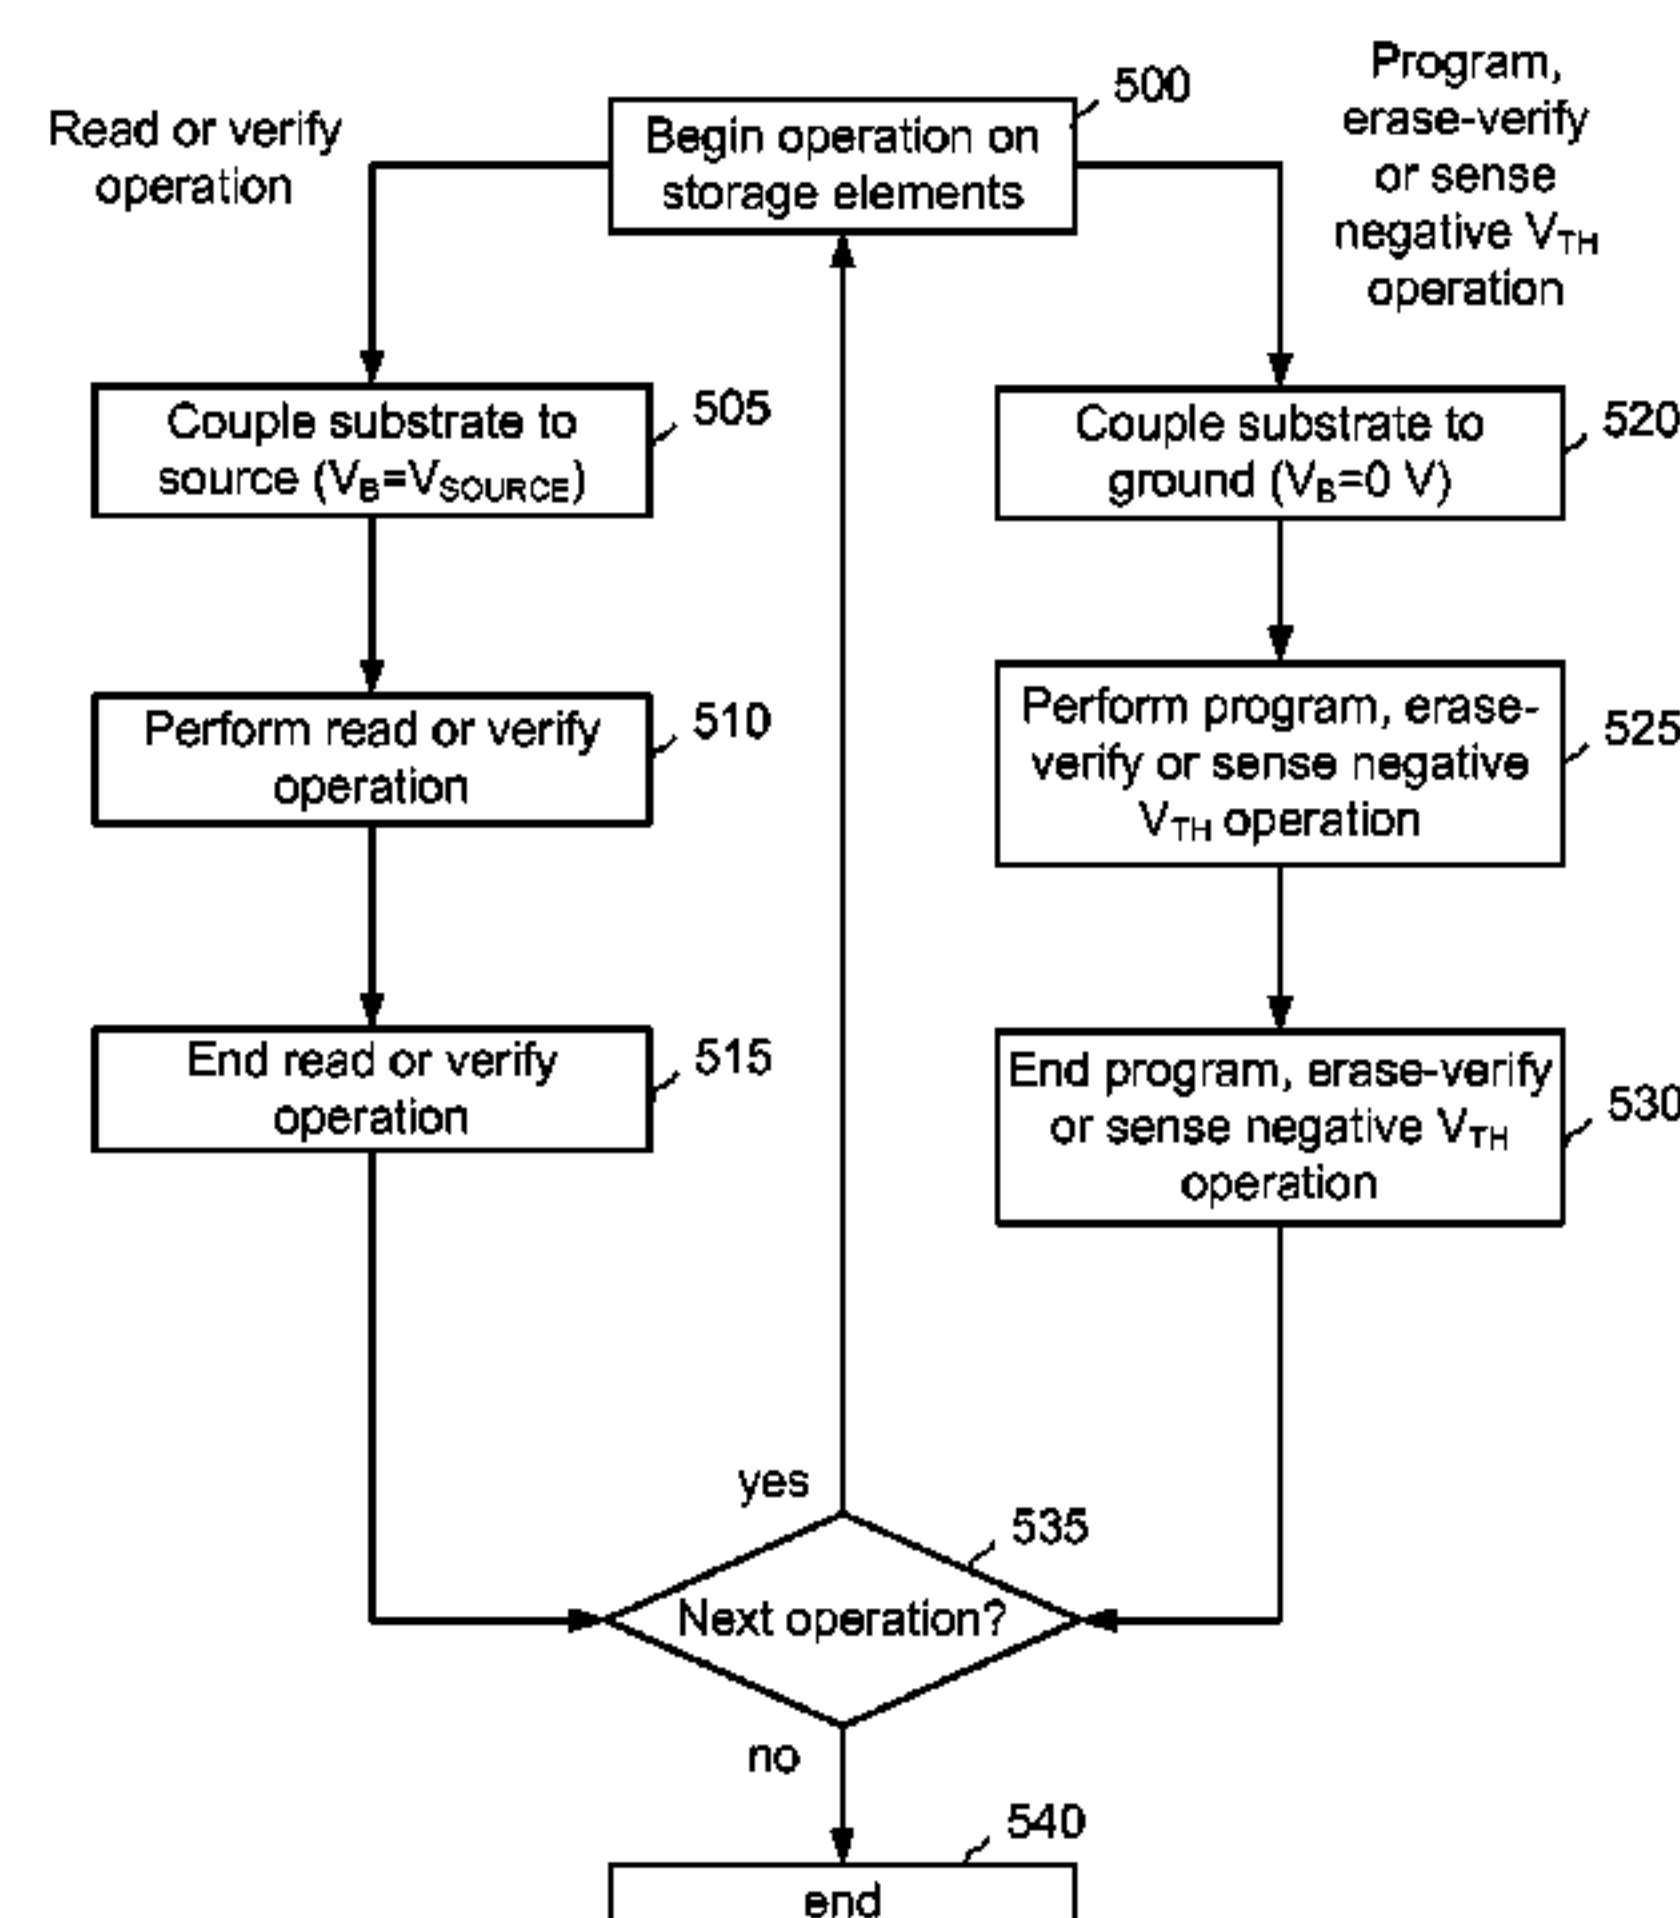 Read or verify
operation
500
Begin operation on
storage elements
Program,
erase-verify
or sense
negative VTH
operation
Couple substrate to
source (VB=VSOURCE)
505
Perform read or verify
operation
510
End read or verify
operation
515
Couple substrate to
ground (VB=0 V)
520
Perform program, erase-
verify or sense negative
VTH operation
525
End program, erase-verify
or sense negative VTH
operation
530
yes
535
Next operation?
no
540
end